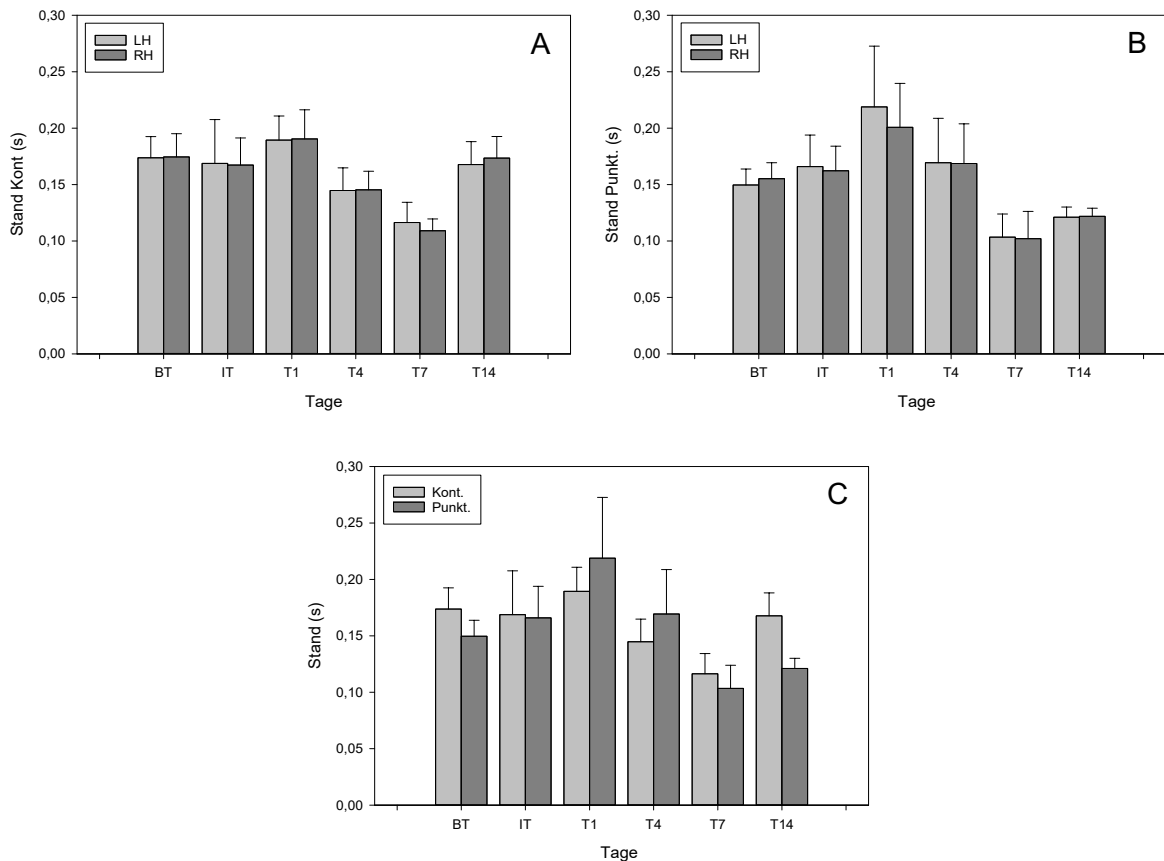 A
LH
RH
Stand Kont (s)
0,30
0,25
0,20
0,15
0,10
0,05
0,00
BT IT T1 T4 T7 T14
Tage
B
LH
RH
Stand Punkt. (s)
0,30
0,25
0,20
0,15
0,10
0,05
0,00
BT IT T1 T4 T7 T14
Tage
C
Kont.
Punkt.
Stand (s)
0,30
0,25
0,20
0,15
0,10
0,05
0,00
BT IT T1 T4 T7 T14
Tage